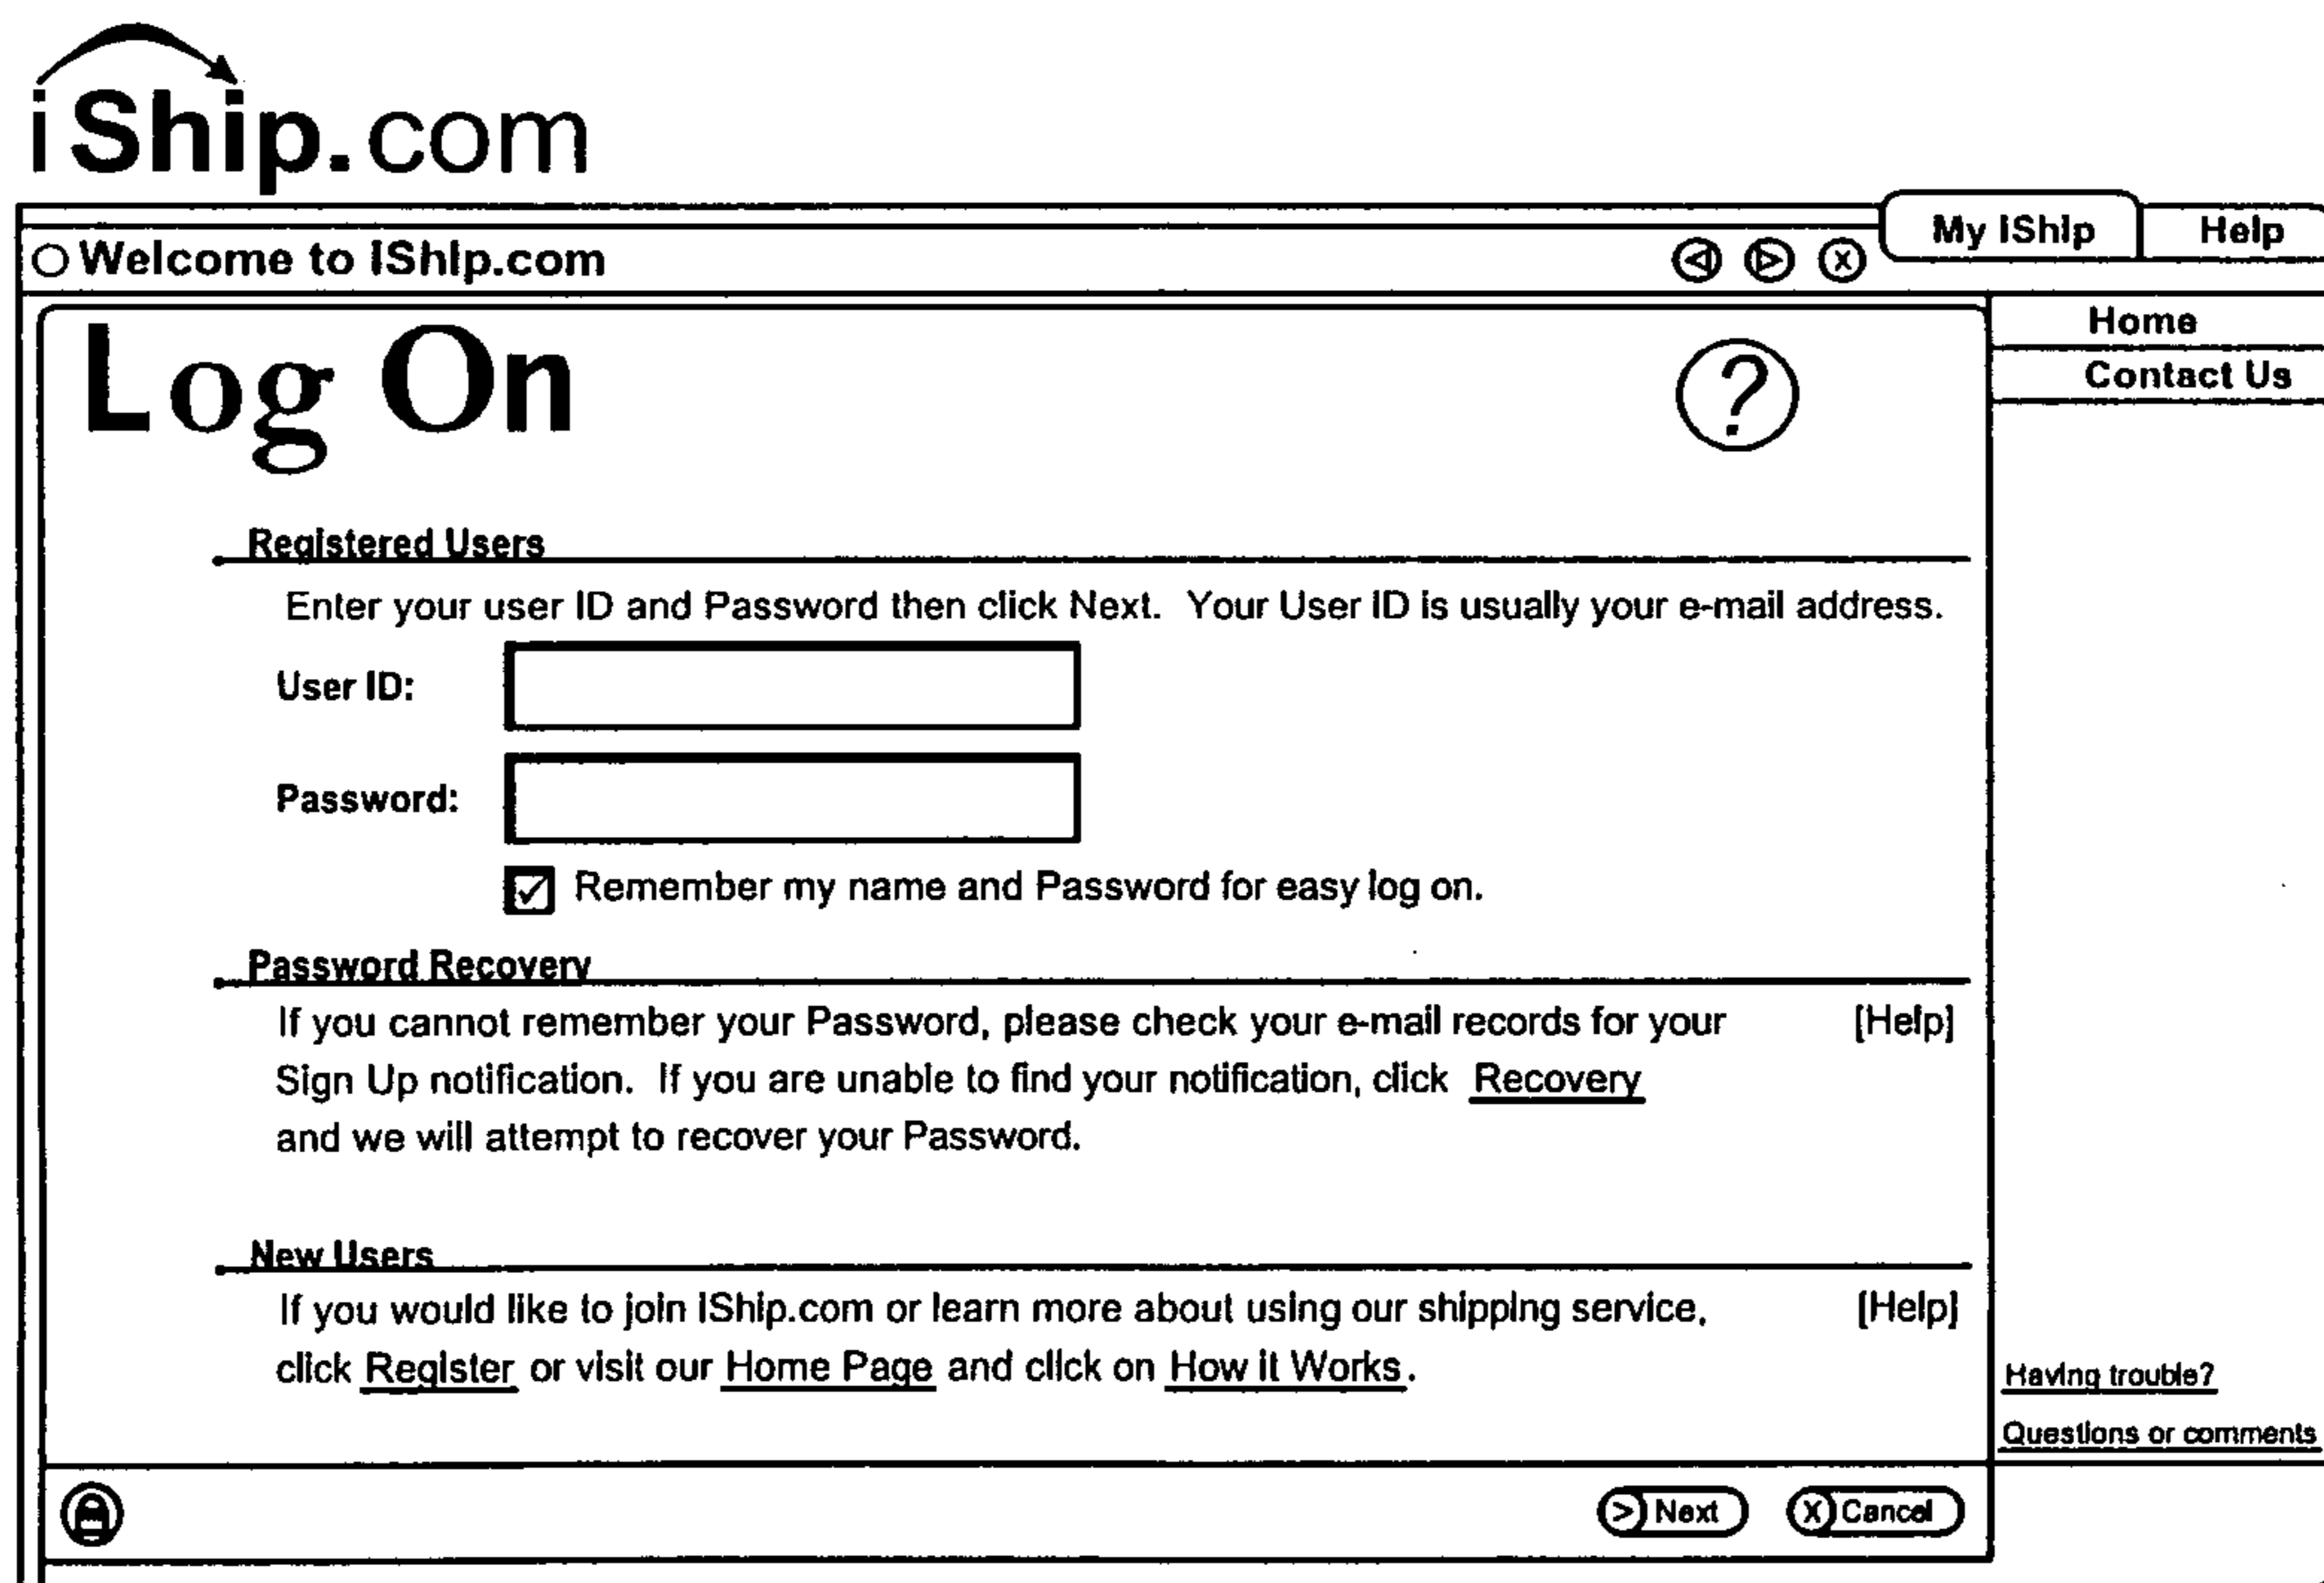 iShip.com
My iShip Help
Welcome to iShip.com
Home
Contact Us
Log On
?
Registered Users
Enter your user ID and Password then click Next. Your User ID is usually your e-mail address.
User ID:
Password:
Remember my name and Password for easy log on.
Password Recovery
If you cannot remember your Password, please check your e-mail records for your [Help]
Sign Up notification. If you are unable to find your notification, click Recovery
and we will attempt to recover your Password.
New Users
If you would like to join iShip.com or learn more about using our shipping service, [Help]
click Register or visit our Home Page and click on How it Works.
Having trouble?
Questions or comments
> Next X Cancel